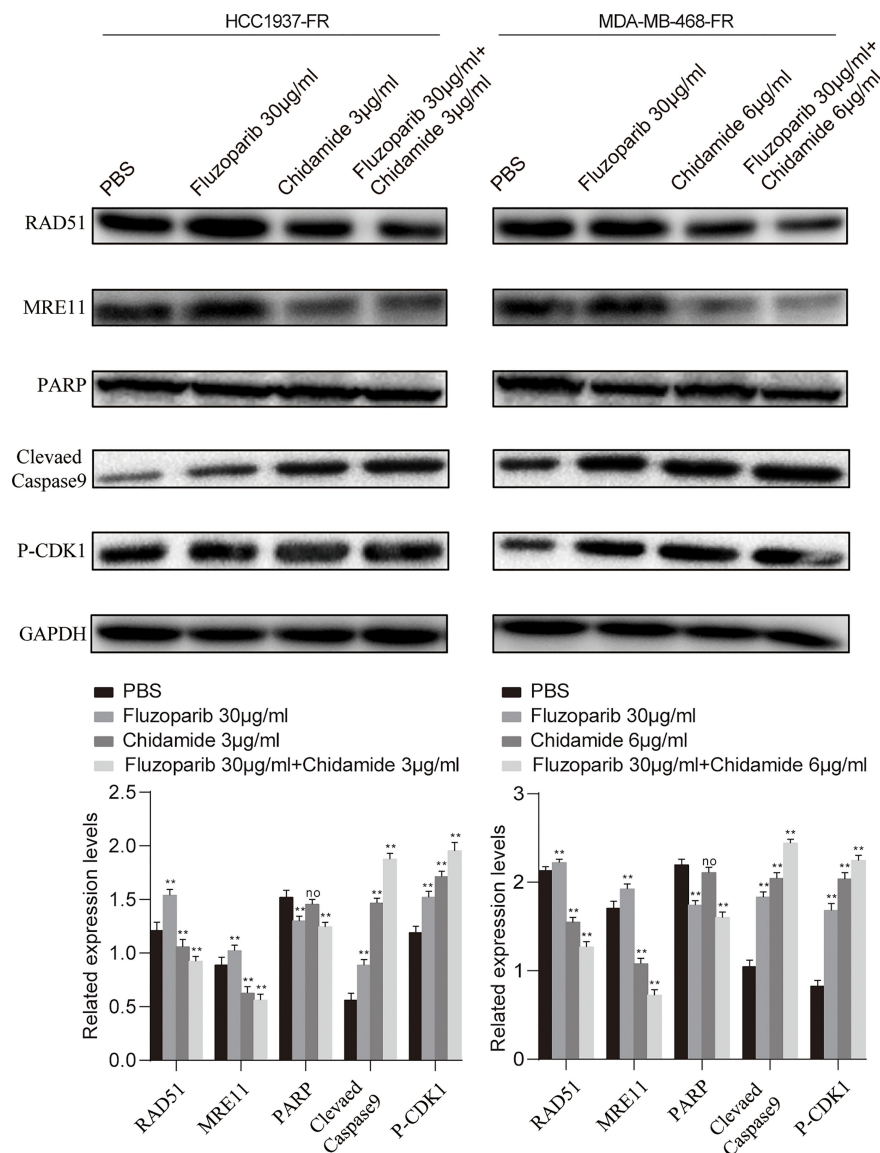 HCC1937-FR
MDA-MB-468-FR
PBS
Fluzoparib 30μg/ml
Chidamide 3μg/ml
Fluzoparib 30μg/ml+
Chidamide 3μg/ml
PBS
Fluzoparib 30μg/ml
Chidamide 6μg/ml
Fluzoparib 30μg/ml+
Chidamide 6μg/ml
RAD51
MRE11
PARP
Clevaed
Caspase9
P-CDK1
GAPDH
PBS
Fluzoparib 30μg/ml
Chidamide 3μg/ml
Fluzoparib 30μg/ml+Chidamide 3μg/ml
Related expression levels
2.5
2.0
1.5
1.0
0.5
0.0
** ** ** **
** ** **
** no **
** ** **
** ** **
RAD51
MRE11
PARP
Clevaed
Caspase9
P-CDK1
PBS
Fluzoparib 30μg/ml
Chidamide 6μg/ml
Fluzoparib 30μg/ml+Chidamide 6μg/ml
Related expression levels
3
2
1
0
** ** **
** ** **
** no **
** ** **
** ** **
RAD51
MRE11
PARP
Clevaed
Caspase9
P-CDK1